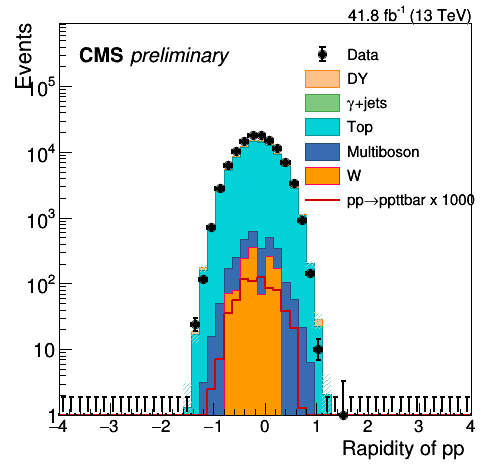 41.8 fb⁻¹ (13 TeV)
Events
CMS preliminary
Data
DY
γ+jets
Top
Multiboson
W
pp→ppttbar x 1000
10⁵
10⁴
10³
10²
10
1
−4 −3 −2 −1 0 1 2 3 4
Rapidity of pp